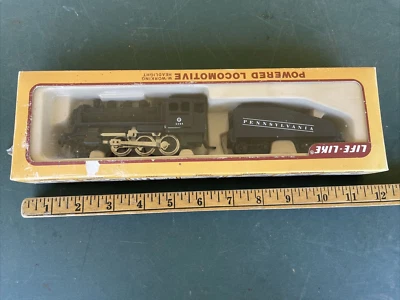 POWERED LOCOMOTIVE
W/WORKING
HEADLIGHT
PENNSYLVANIA
LIFE-LIKE®
1 2 3 4 5 6 7 8 9 10 11 12